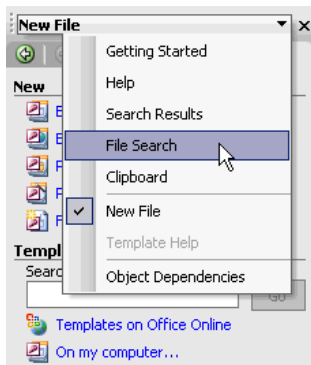 New File
Getting Started
Help
New
Search Results
File Search
Clipboard
New File
Template Help
Templ
Searc
Object Dependencies
Go
Templates on Office Online
On my computer...